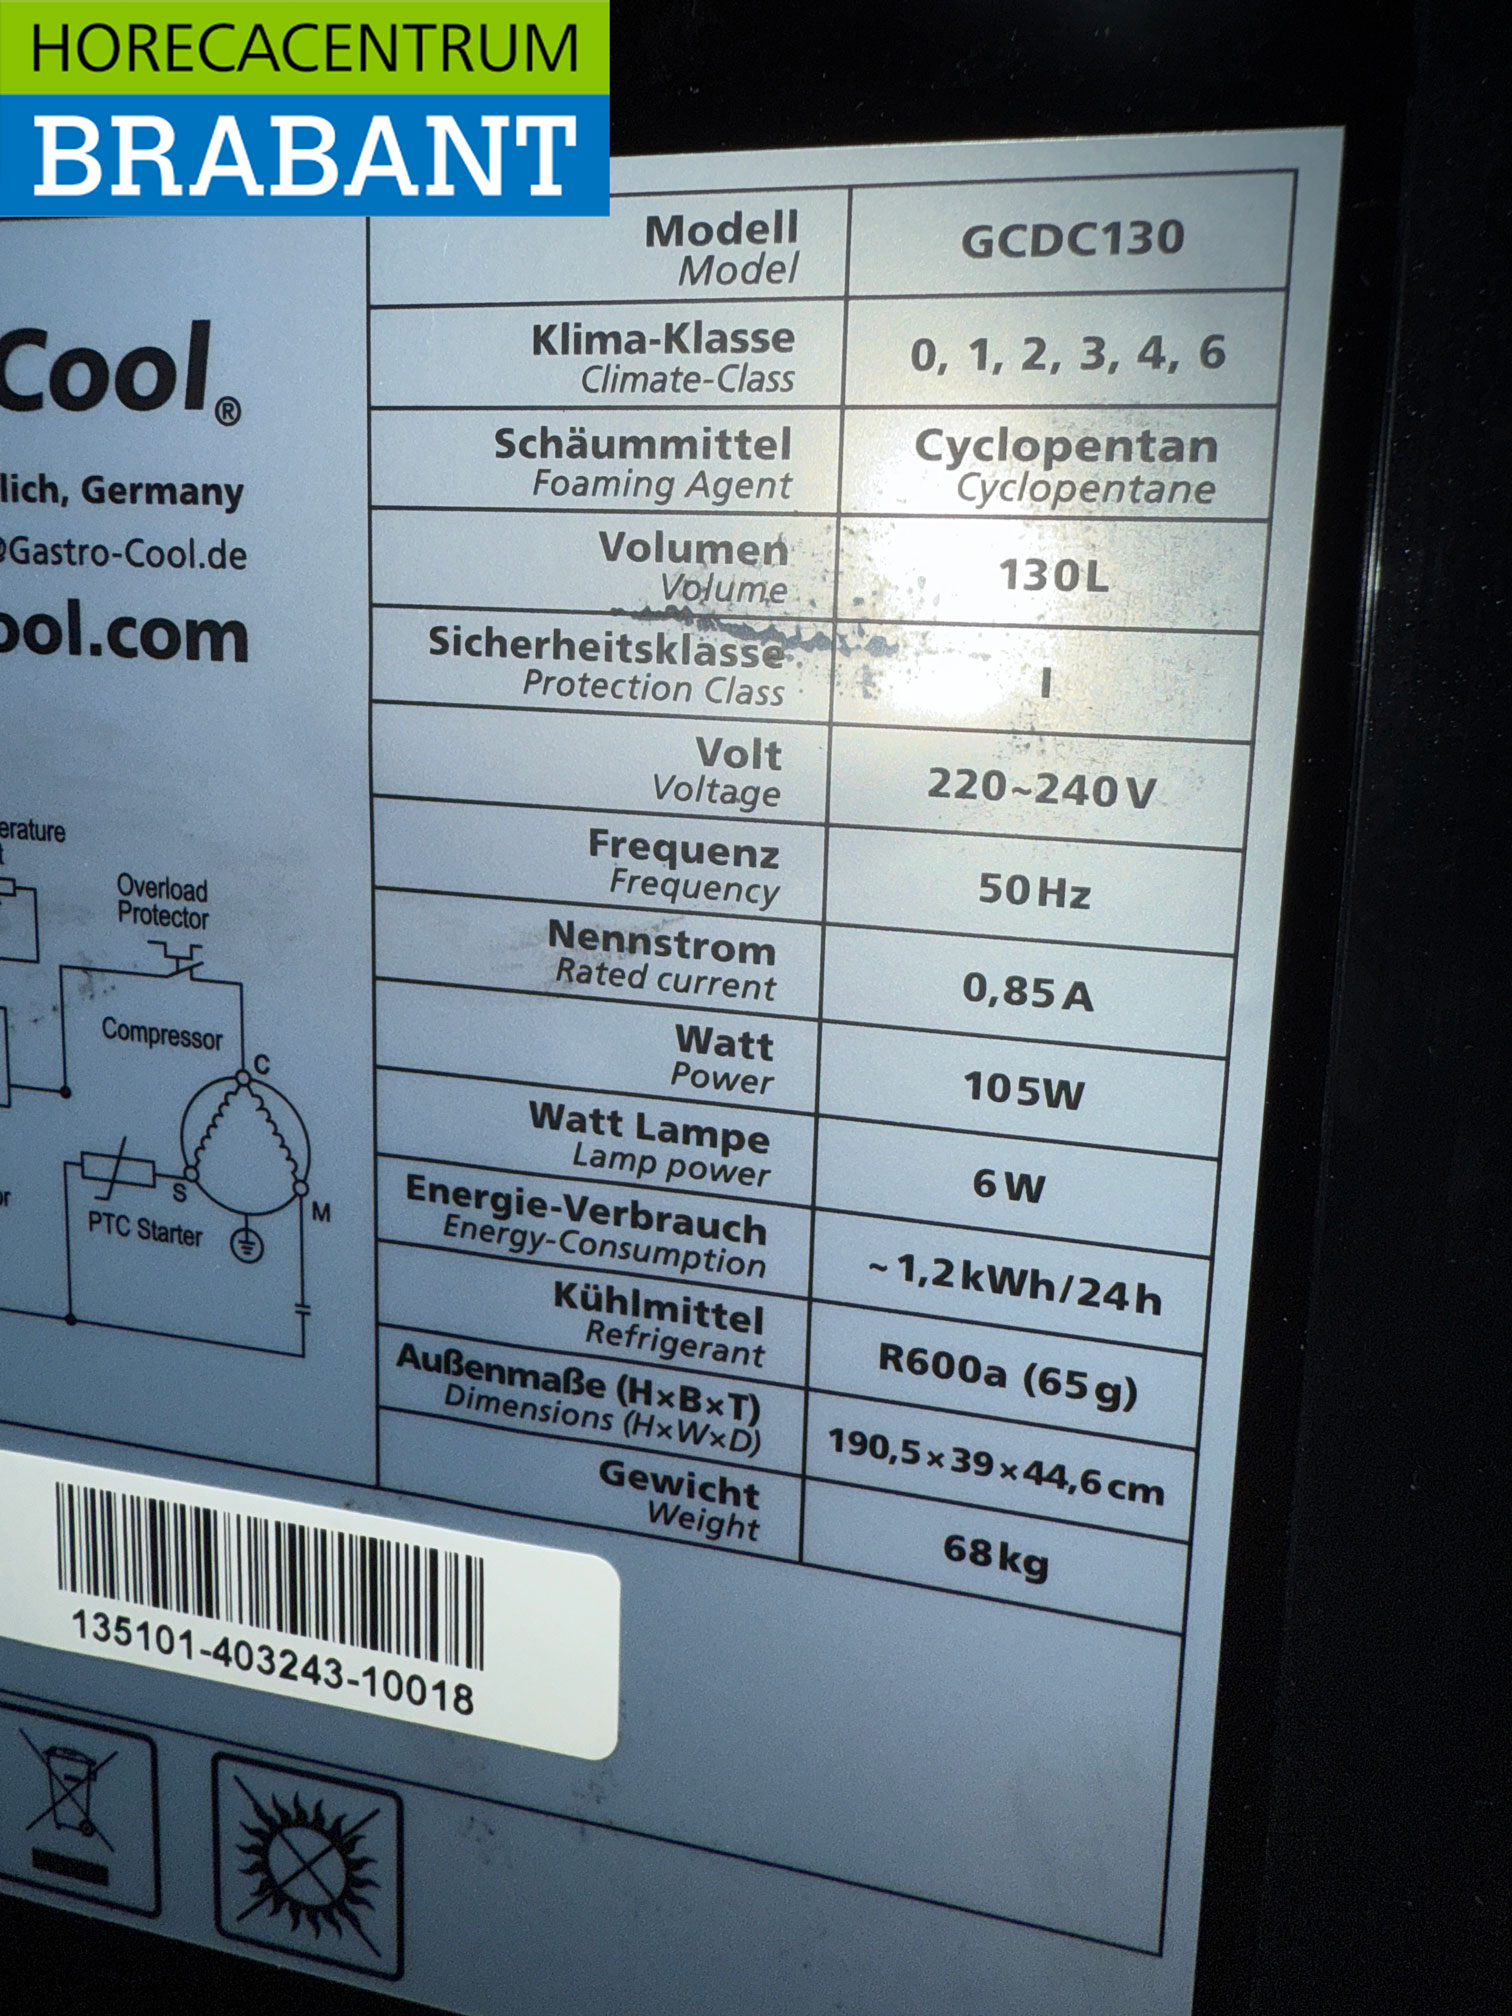 HORECACENTRUM
BRABANT
Cool®
lich, Germany
@Gastro-Cool.de
ool.com
Modell
Model
GCDC130
Klima-Klasse
Climate-Class
0, 1, 2, 3, 4, 6
Schäummittel
Foaming Agent
Cyclopentan
Cyclopentane
Volumen
Volume
130L
Sicherheitsklasse
Protection Class
I
Volt
Voltage
220~240V
Frequenz
Frequency
50Hz
Nennstrom
Rated current
0,85A
Watt
Power
105W
Watt Lampe
Lamp power
6W
Energie-Verbrauch
Energy-Consumption
~1,2kWh/24h
Kühlmittel
Refrigerant
R600a (65g)
Außenmaße (H×B×T)
Dimensions (H×W×D)
190,5×39×44,6cm
Gewicht
Weight
68kg
erature
Overload
Protector
Compressor
C
S
M
PTC Starter
135101-403243-10018